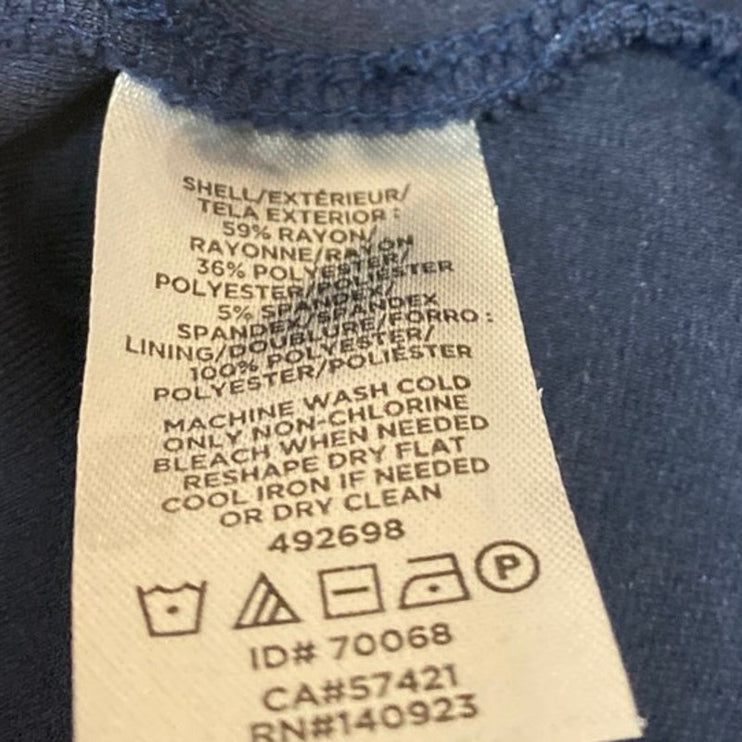 SHELL/EXTÉRIEUR/
TELA EXTERIOR:
59% RAYON/
RAYONNE/RAYON
36% POLYESTER/
POLYESTER/POLIÉSTER
5% SPANDEX/
SPANDEX/SPANDEX
LINING/DOUBLURE/FORRO:
100% POLYESTER/
POLYESTER/POLIÉSTER
MACHINE WASH COLD
ONLY NON-CHLORINE
BLEACH WHEN NEEDED
RESHAPE DRY FLAT
COOL IRON IF NEEDED
OR DRY CLEAN
492698
P
ID# 70068
CA#57421
RN#140923